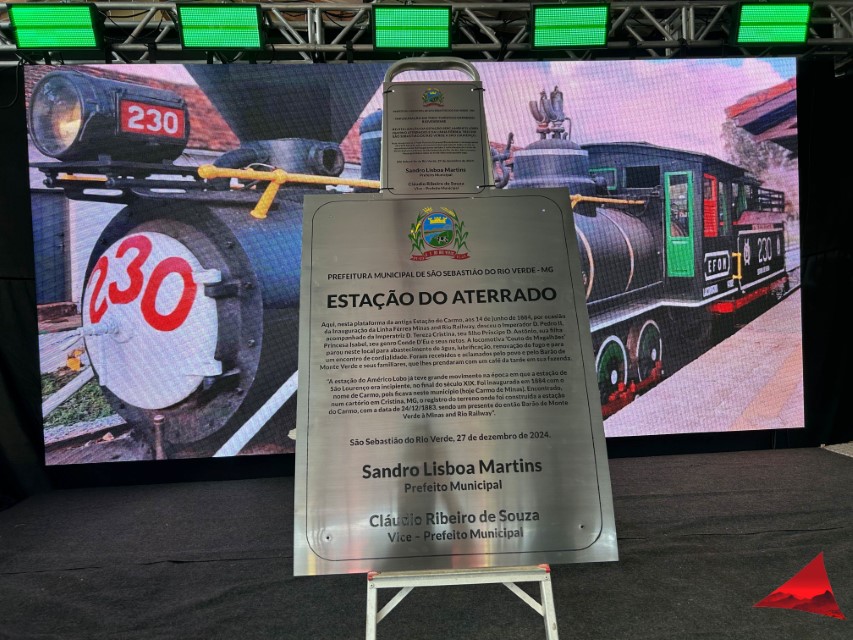 230
230
EFOM
230
Sandro Lisboa Martins
Prefeito Municipal
Cláudio Ribeiro de Souza
Vice - Prefeito Municipal
PREFEITURA MUNICIPAL DE SÃO SEBASTIÃO DO RIO VERDE - MG
ESTAÇÃO DO ATERRADO
Aqui, nesta plataforma da antiga Estação do Carmo, aos 14 de junho de 1884, por ocasião
da inauguração da Linha Férrea Minas and Rio Railway, desceu o Imperador D. Pedro II,
acompanhado da Imperatriz D. Tereza Cristina, seu filho Príncipe D. Antônio, sua filha
Princesa Isabel, seu genro Conde D'Eu e seus netos. A locomotiva "Couto de Magalhães"
parou neste local para abastecimento de água, lubrificação, renovação de fogo e para
um encontro de cordialidade. Foram recebidos e aclamados pelo povo e pelo Barão de
Monte Verde e seus familiares, que lhes prendaram com um café da tarde em sua fazenda.
"A estação do Américo Lobo já teve grande movimento na época em que a estação de
São Lourenço era incipiente, no final do século XIX. Foi inaugurada em 1884 com o
nome de Carmo, pois ficava neste município (hoje Carmo de Minas). Encontrado,
num cartório em Cristina, MG, o registro do terreno onde foi construída a estação
do Carmo, com a data de 24/12/1883, sendo um presente do então Barão de Monte
Verde à Minas and Rio Railway".
São Sebastião do Rio Verde, 27 de dezembro de 2024.
Sandro Lisboa Martins
Prefeito Municipal
Cláudio Ribeiro de Souza
Vice - Prefeito Municipal